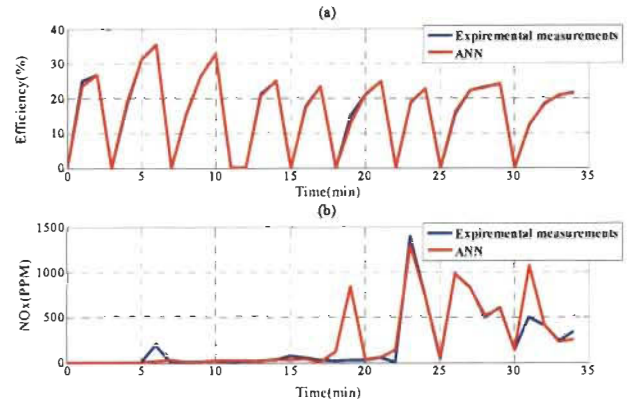 (a)
40
30
20
10
0
Efficiency(%)
Expiremental measurements
ANN
0 5 10 15 20 25 30 35
Time(min)
(b)
1500
1000
500
0
NOx(PPM)
Expiremental measurements
ANN
0 5 10 15 20 25 30 35
Time(min)